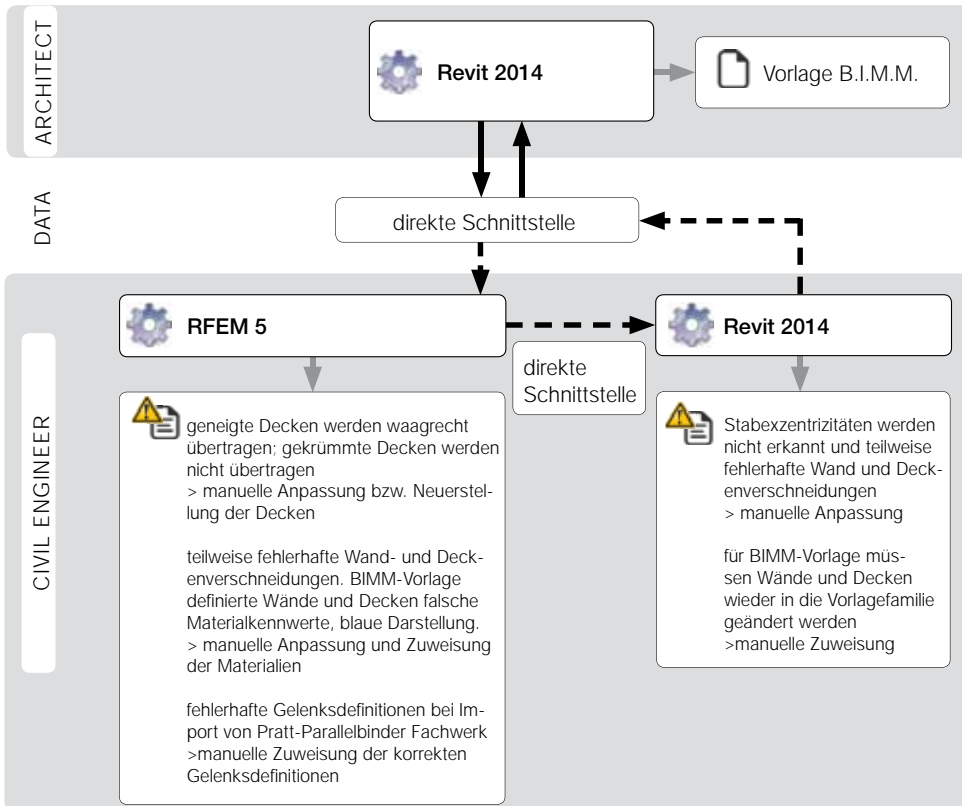 ARCHITECT
Revit 2014
Vorlage B.I.M.M.
DATA
direkte Schnittstelle
CIVIL ENGINEER
RFEM 5
direkte
Schnittstelle
Revit 2014
geneigte Decken werden waagrecht
übertragen; gekrümmte Decken werden
nicht übertragen
> manuelle Anpassung bzw. Neuerstel-
lung der Decken
teilweise fehlerhafte Wand- und Deck-
enverschneidungen. BIMM-Vorlage
definierte Wände und Decken falsche
Materialkennwerte, blaue Darstellung.
> manuelle Anpassung und Zuweisung
der Materialien
fehlerhafte Gelenksdefinitionen bei Im-
port von Pratt-Parallelbinder Fachwerk
>manuelle Zuweisung der korrekten
Gelenksdefinitionen
Stabexzentrizitäten werden
nicht erkannt und teilweise
fehlerhafte Wand und Deck-
enverschneidungen
> manuelle Anpassung
für BIMM-Vorlage müs-
sen Wände und Decken
wieder in die Vorlagefamilie
geändert werden
>manuelle Zuweisung